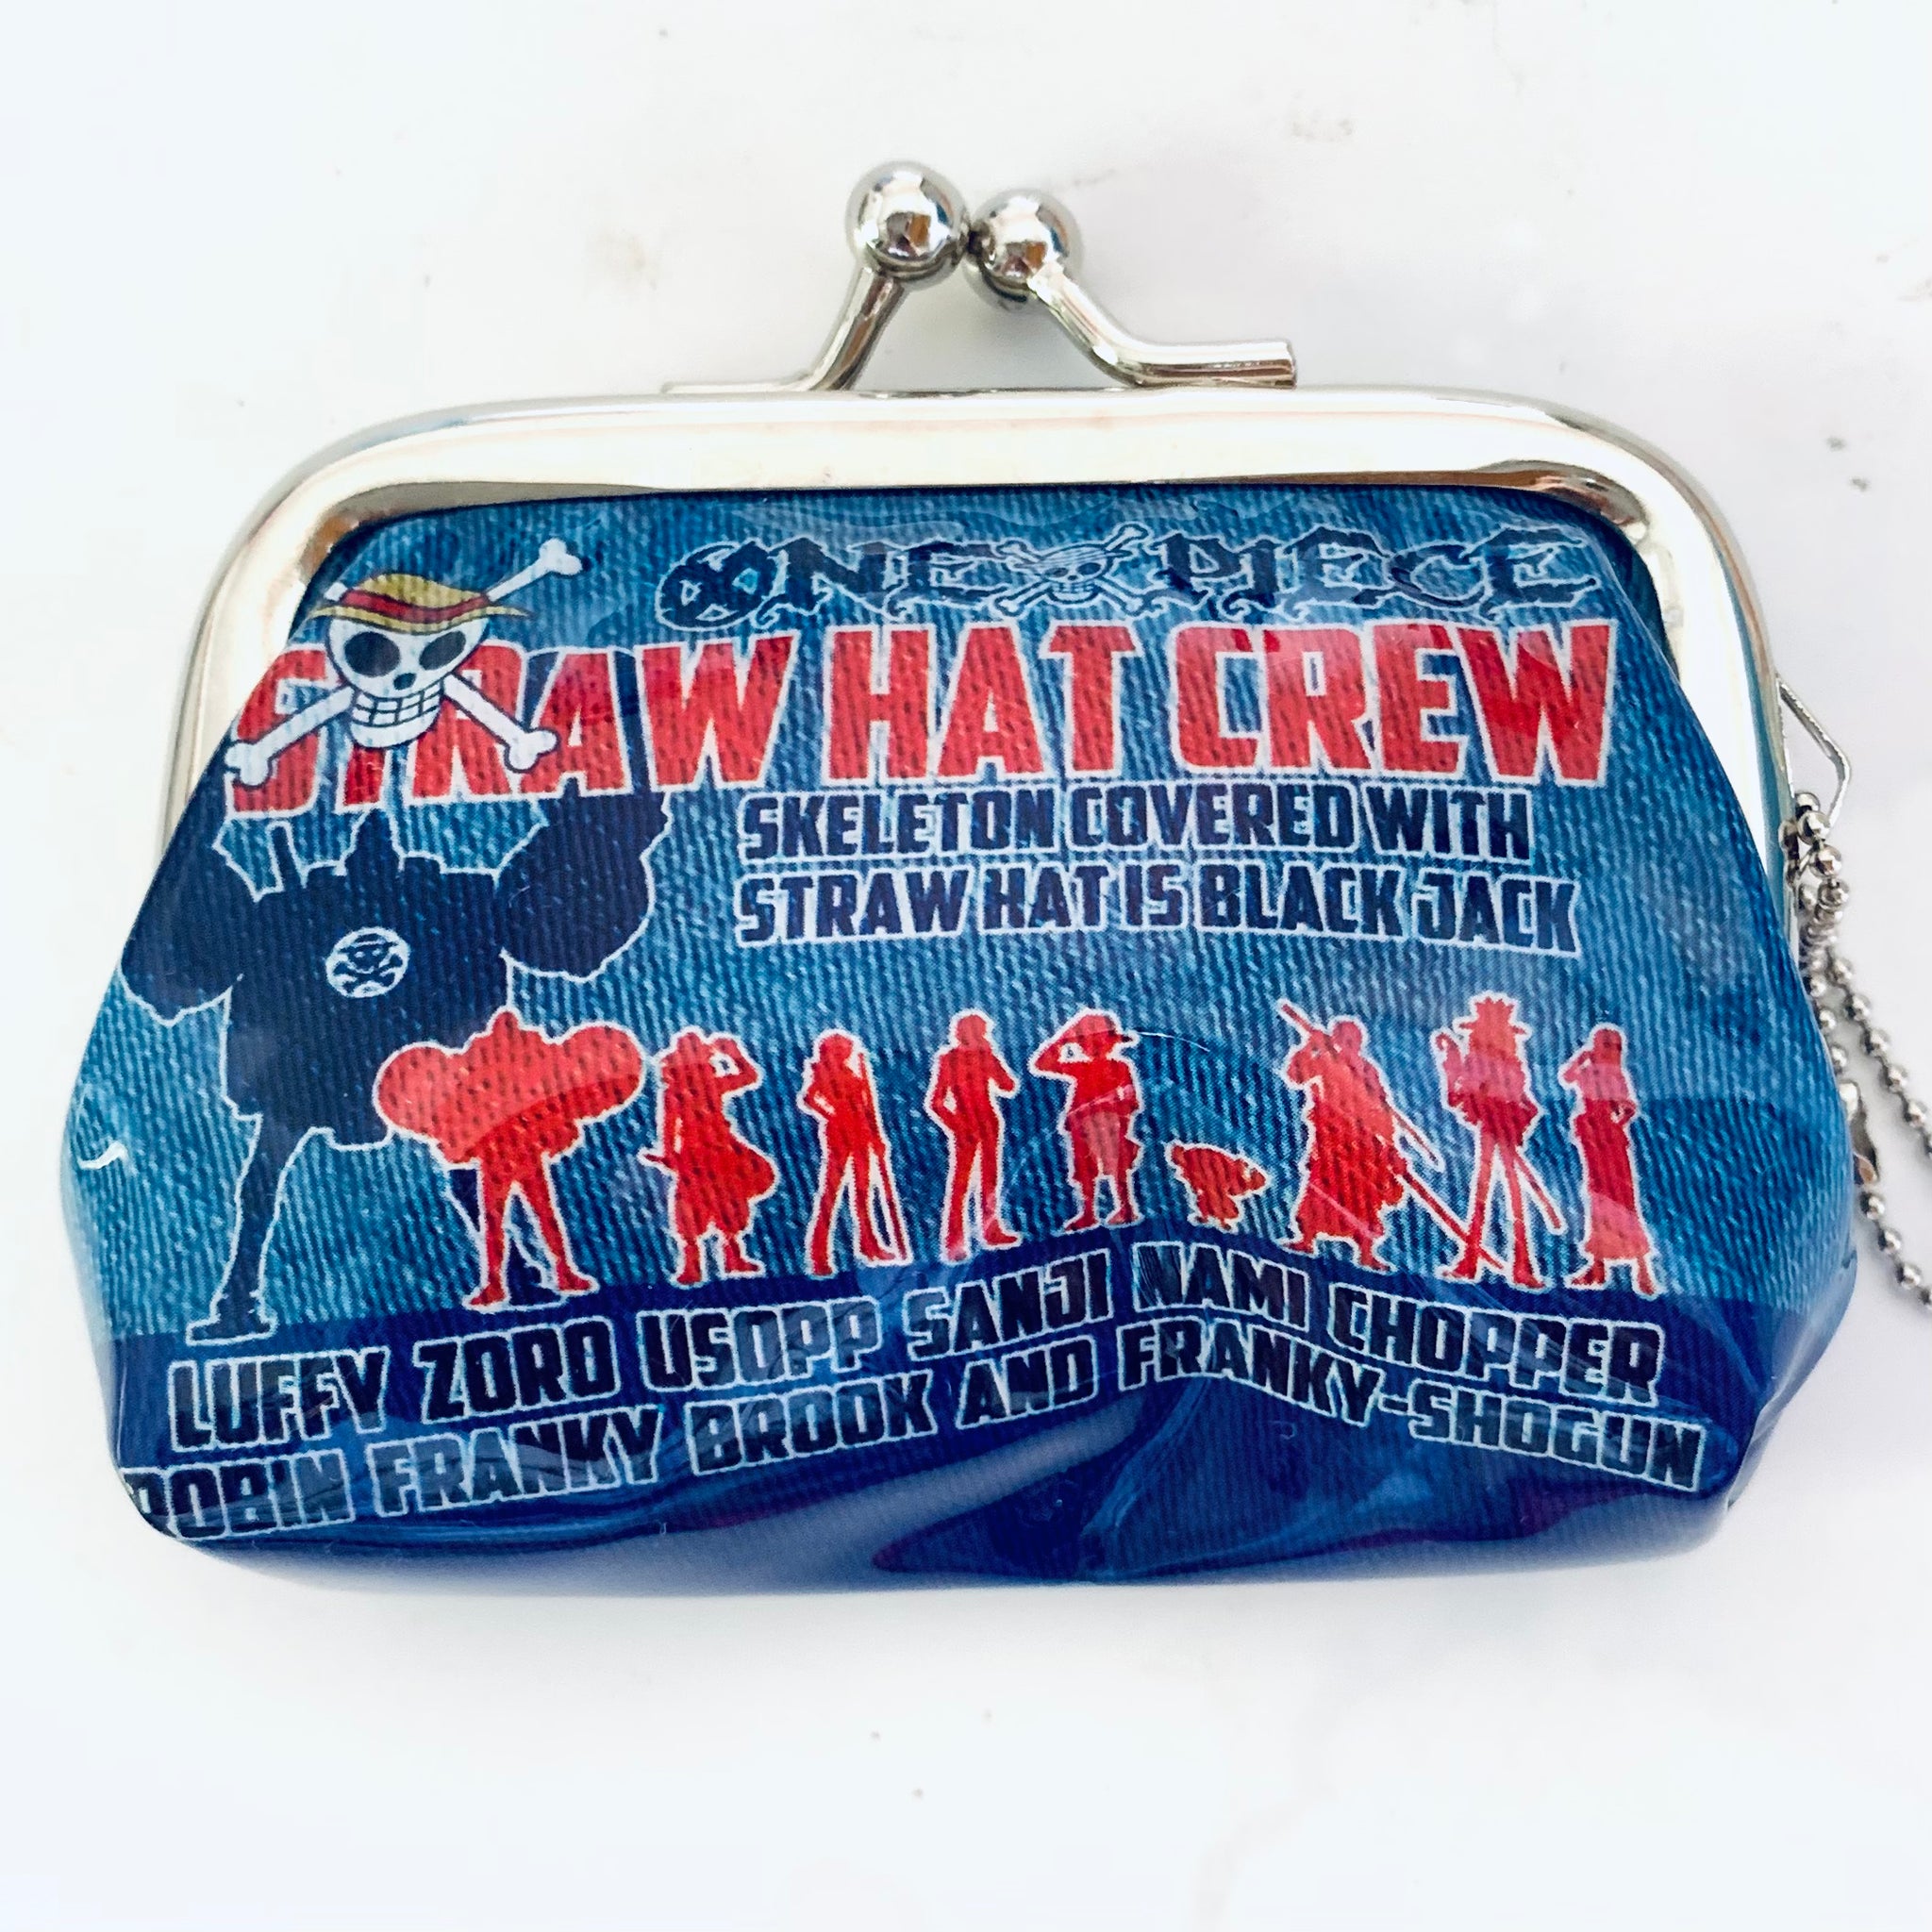 ONE PIECE
STRAW HAT CREW
SKELETON COVERED WITH
STRAW HAT IS BLACK JACK
LUFFY ZORO USOPP SANJI NAMI CHOPPER
ROBIN FRANKY BROOK AND FRANKY-SHOGUN